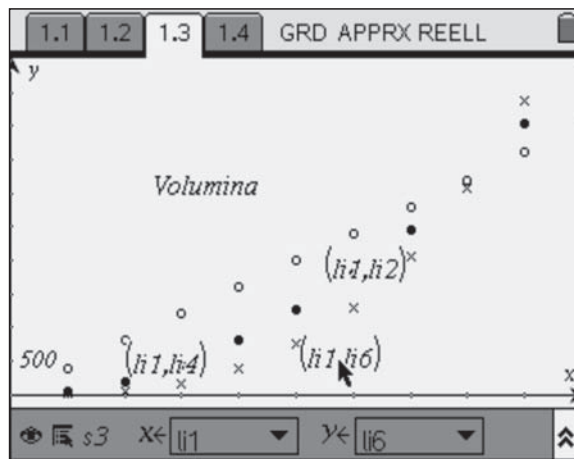 1.1 1.2 1.3 1.4 GRD APPRX REELL
y
Volumina
(li1,li2)
500 (li1,li4) (li1,li6)
x
s3 x← li1 y← li6